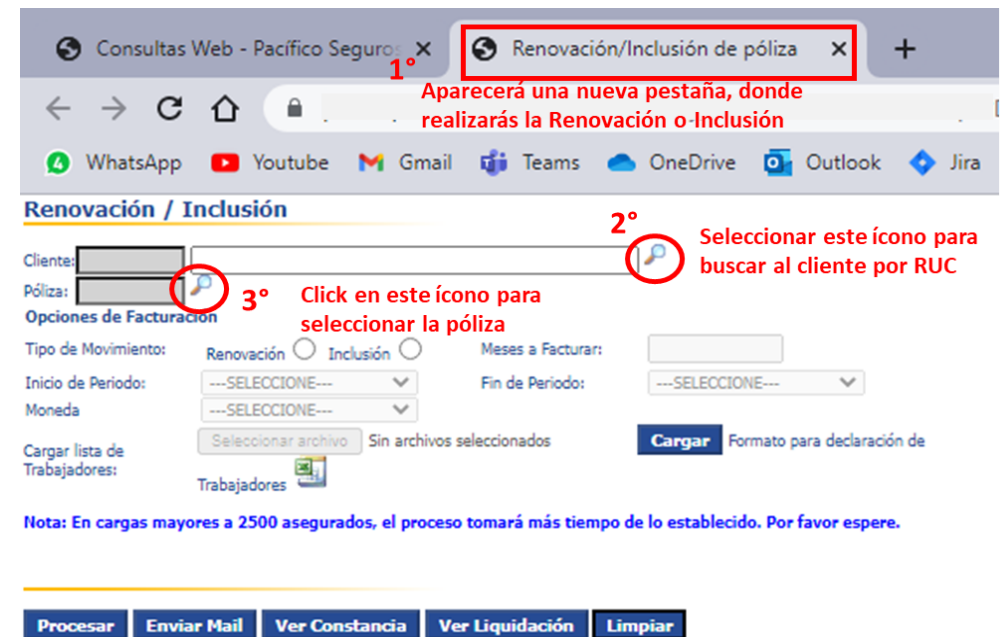 Consultas Web - Pacífico Seguros
Renovación/Inclusión de póliza
1°
Aparecerá una nueva pestaña, donde
realizarás la Renovación o Inclusión
WhatsApp Youtube Gmail Teams OneDrive Outlook Jira
Renovación / Inclusión
2°
Seleccionar este ícono para
buscar al cliente por RUC
Cliente:
Póliza:
3°
Click en este ícono para
seleccionar la póliza
Opciones de Facturación
Tipo de Movimiento: Renovación Inclusión Meses a Facturar:
Inicio de Periodo: ---SELECCIONE--- Fin de Periodo: ---SELECCIONE---
Moneda ---SELECCIONE---
Cargar lista de
Trabajadores:
Seleccionar archivo Sin archivos seleccionados Cargar Formato para declaración de
Trabajadores
Nota: En cargas mayores a 2500 asegurados, el proceso tomará más tiempo de lo establecido. Por favor espere.
Procesar Enviar Mail Ver Constancia Ver Liquidación Limpiar